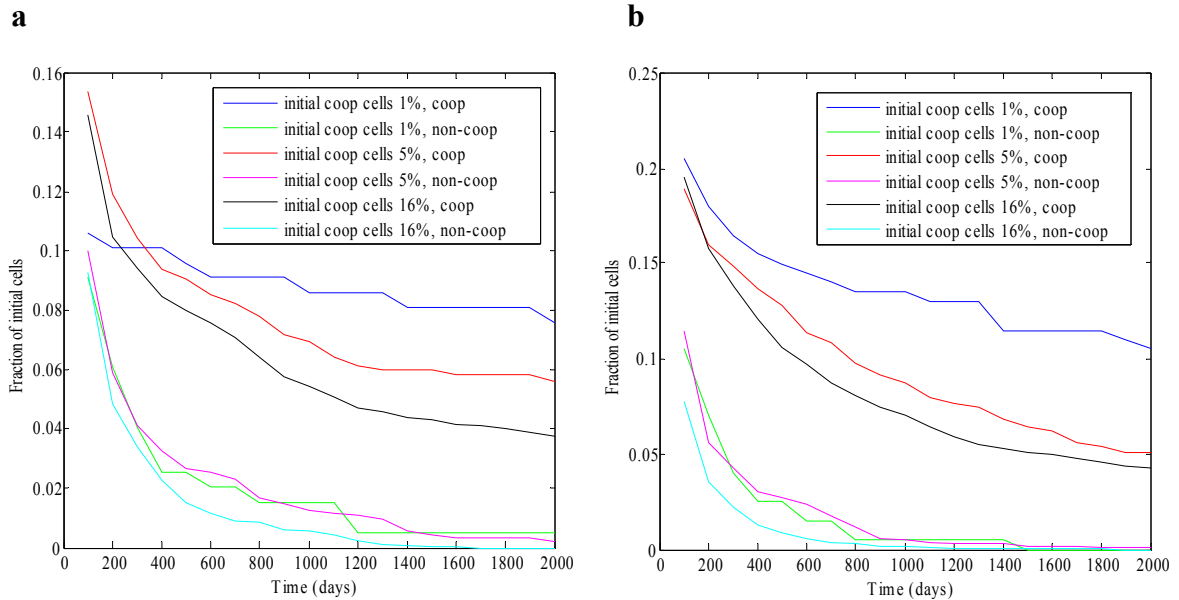 a
0.16
0.14
0.12
0.1
0.08
0.06
0.04
0.02
0
Fraction of initial cells
initial coop cells 1%, coop
initial coop cells 1%, non-coop
initial coop cells 5%, coop
initial coop cells 5%, non-coop
initial coop cells 16%, coop
initial coop cells 16%, non-coop
0 200 400 600 800 1000 1200 1400 1600 1800 2000
Time (days)
b
0.25
0.2
0.15
0.1
0.05
0
Fraction of initial cells
initial coop cells 1%, coop
initial coop cells 1%, non-coop
initial coop cells 5%, coop
initial coop cells 5%, non-coop
initial coop cells 16%, coop
initial coop cells 16%, non-coop
0 200 400 600 800 1000 1200 1400 1600 1800 2000
Time (days)